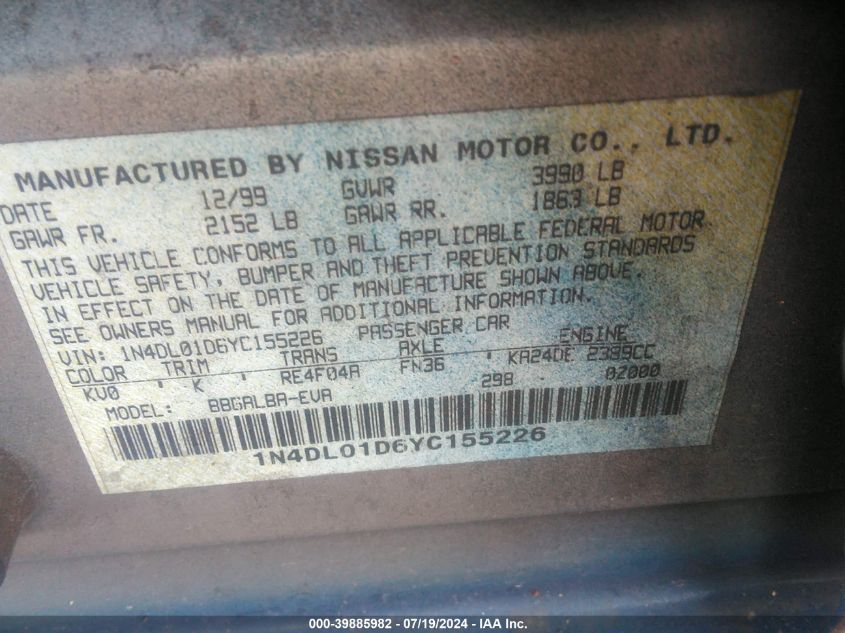 MANUFACTURED BY NISSAN MOTOR CO., LTD.
DATE 12/99 GVWR 3990 LB
GAWR FR. 2152 LB GAWR RR. 1863 LB
THIS VEHICLE CONFORMS TO ALL APPLICABLE FEDERAL MOTOR
VEHICLE SAFETY, BUMPER AND THEFT PREVENTION STANDARDS
IN EFFECT ON THE DATE OF MANUFACTURE SHOWN ABOVE.
SEE OWNERS MANUAL FOR ADDITIONAL INFORMATION.
VIN: 1N4DL01D6YC155226 PASSENGER CAR
COLOR TRIM TRANS AXLE ENGINE
KV0 K RE4F04A FN36 KA24DE 2389CC
MODEL: BBGALBA-EVA 298 02000
1N4DL01D6YC155226
000-39885982 - 07/19/2024 - IAA Inc.